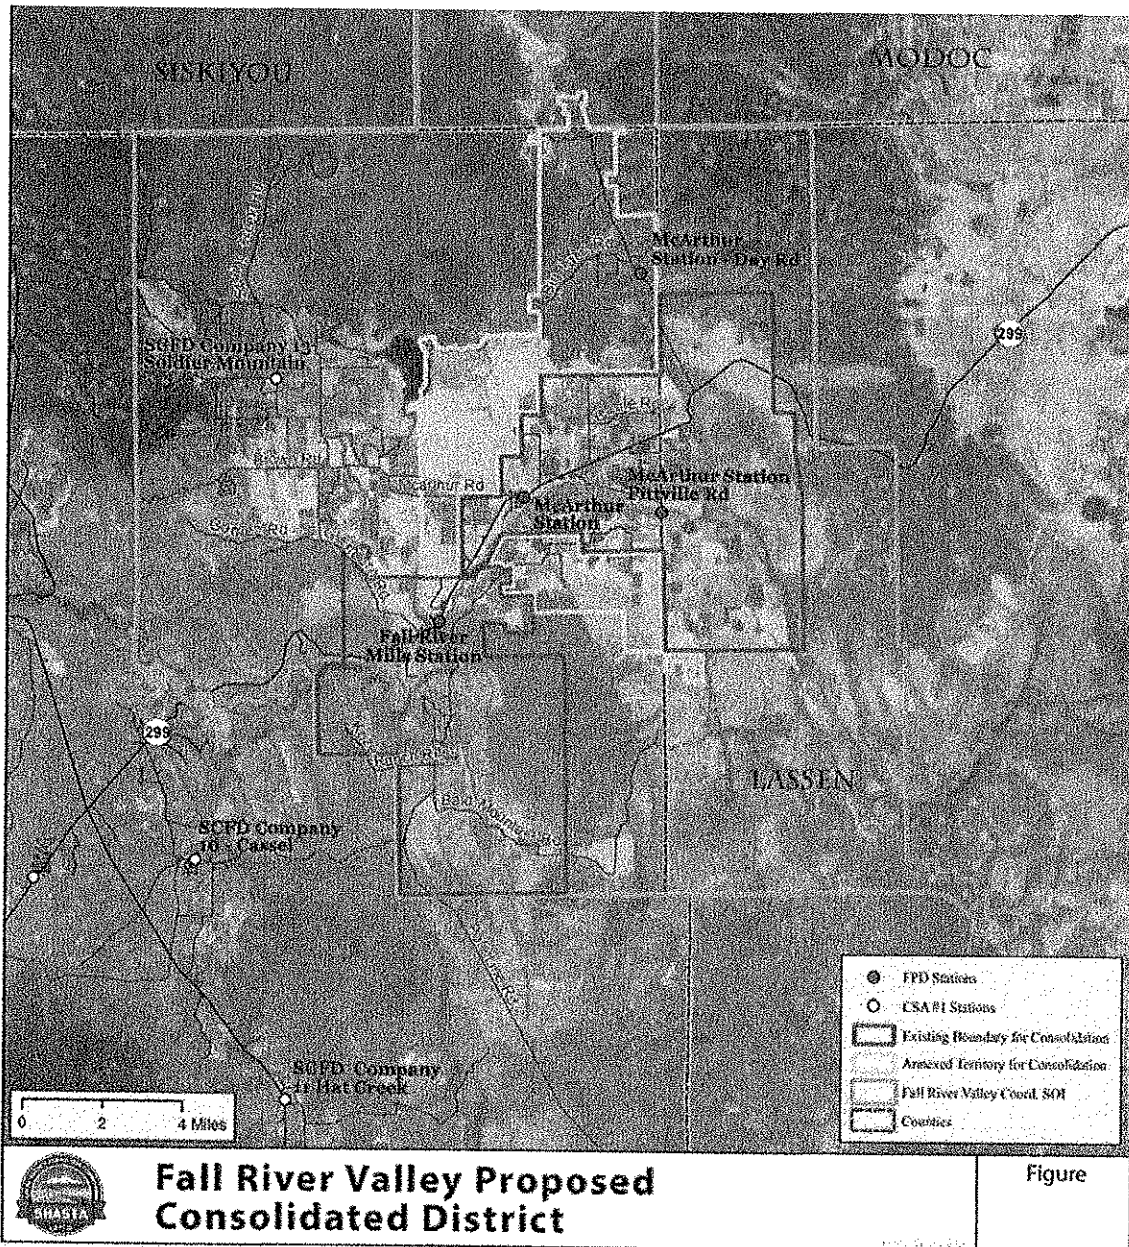 SISKIYOU
MODOC
McArthur
Station - Day Rd
299
SCFD Company 13
Soldier Mountain
McArthur Station
Pittville Rd
McArthur
Station
Fall River
Mills Station
299
LASSEN
SCFD Company
10 - Cassel
SCFD Company
11 Hat Creek
FPD Stations
CSA #1 Stations
Existing Boundary for Consolidation
Annexed Territory for Consolidation
Fall River Valley Coord. SOI
Counties
0 2 4 Miles
SHASTA
Fall River Valley Proposed
Consolidated District
Figure